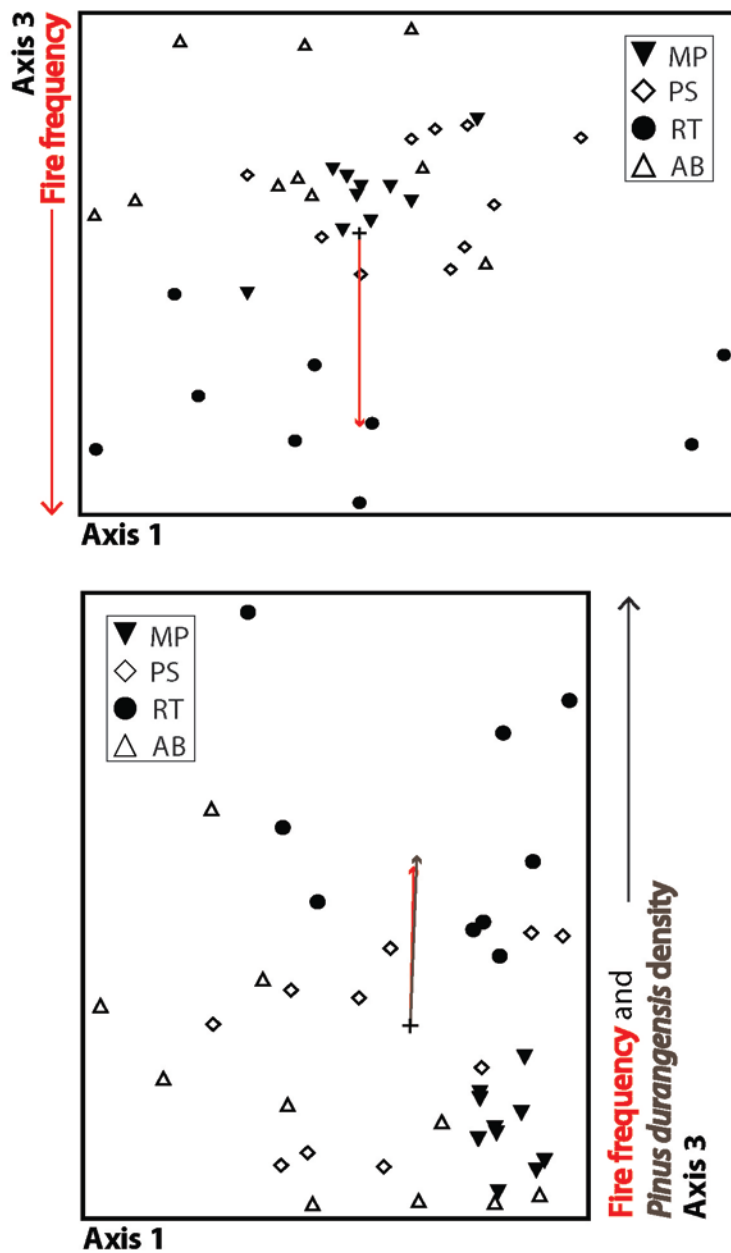 Axis 3
Fire frequency
MP
PS
RT
AB
Axis 1
MP
PS
RT
AB
Fire frequency and
Pinus durangensis density
Axis 3
Axis 1